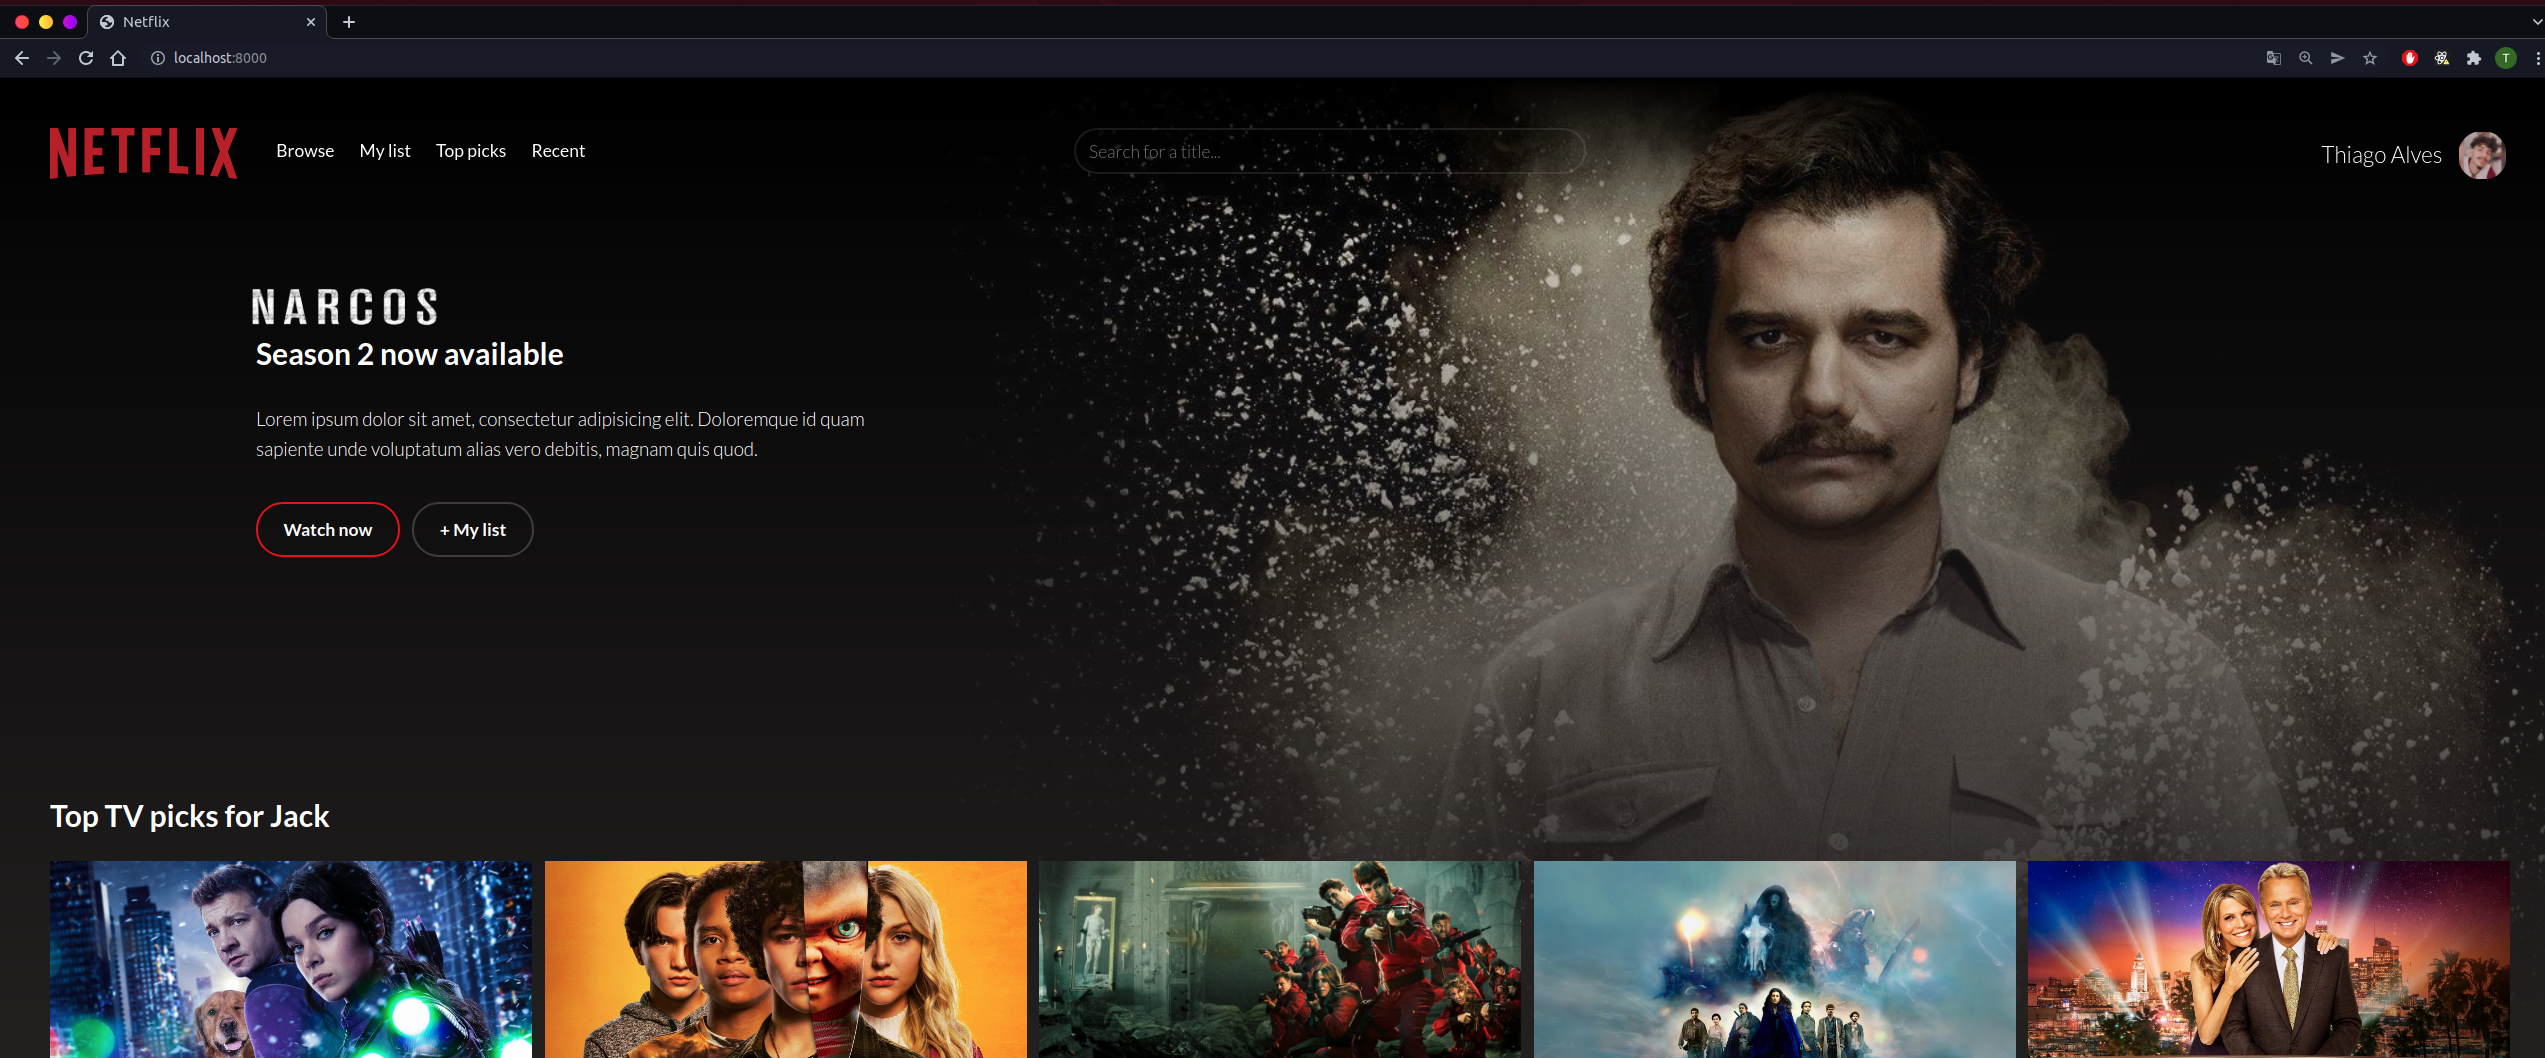 Netflix
localhost:8000
T
NETFLIX
Browse
My list
Top picks
Recent
Search for a title...
Thiago Alves
NARCOS
Season 2 now available
Lorem ipsum dolor sit amet, consectetur adipisicing elit. Doloremque id quam
sapiente unde voluptatum alias vero debitis, magnam quis quod.
Watch now
+ My list
Top TV picks for Jack